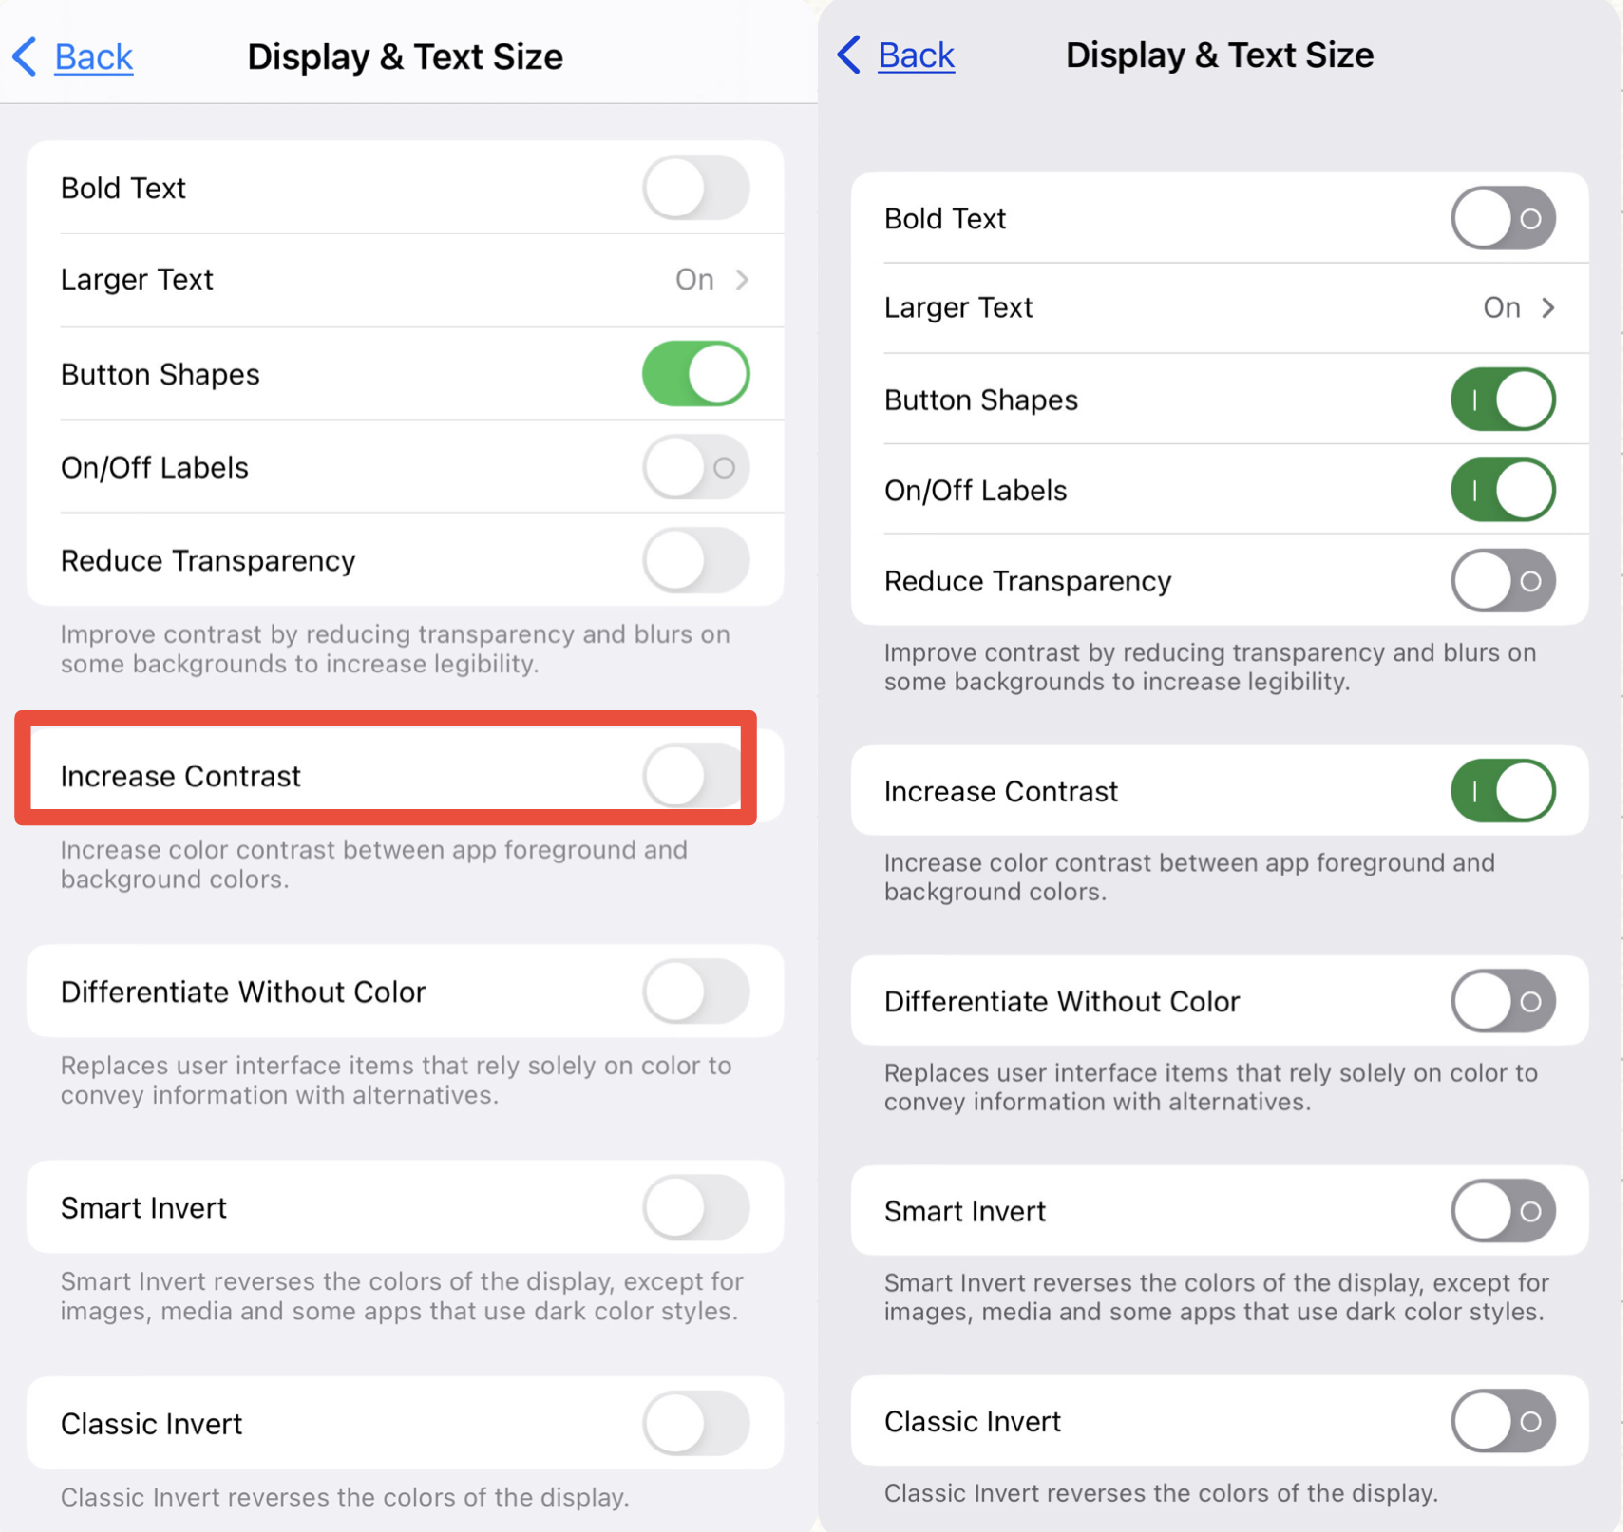 Back
Display & Text Size
Bold Text
Larger Text
On
Button Shapes
On/Off Labels
Reduce Transparency
Improve contrast by reducing transparency and blurs on
some backgrounds to increase legibility.
Increase Contrast
Increase color contrast between app foreground and
background colors.
Differentiate Without Color
Replaces user interface items that rely solely on color to
convey information with alternatives.
Smart Invert
Smart Invert reverses the colors of the display, except for
images, media and some apps that use dark color styles.
Classic Invert
Classic Invert reverses the colors of the display.
Back
Display & Text Size
Bold Text
Larger Text
On
Button Shapes
On/Off Labels
Reduce Transparency
Improve contrast by reducing transparency and blurs on
some backgrounds to increase legibility.
Increase Contrast
Increase color contrast between app foreground and
background colors.
Differentiate Without Color
Replaces user interface items that rely solely on color to
convey information with alternatives.
Smart Invert
Smart Invert reverses the colors of the display, except for
images, media and some apps that use dark color styles.
Classic Invert
Classic Invert reverses the colors of the display.